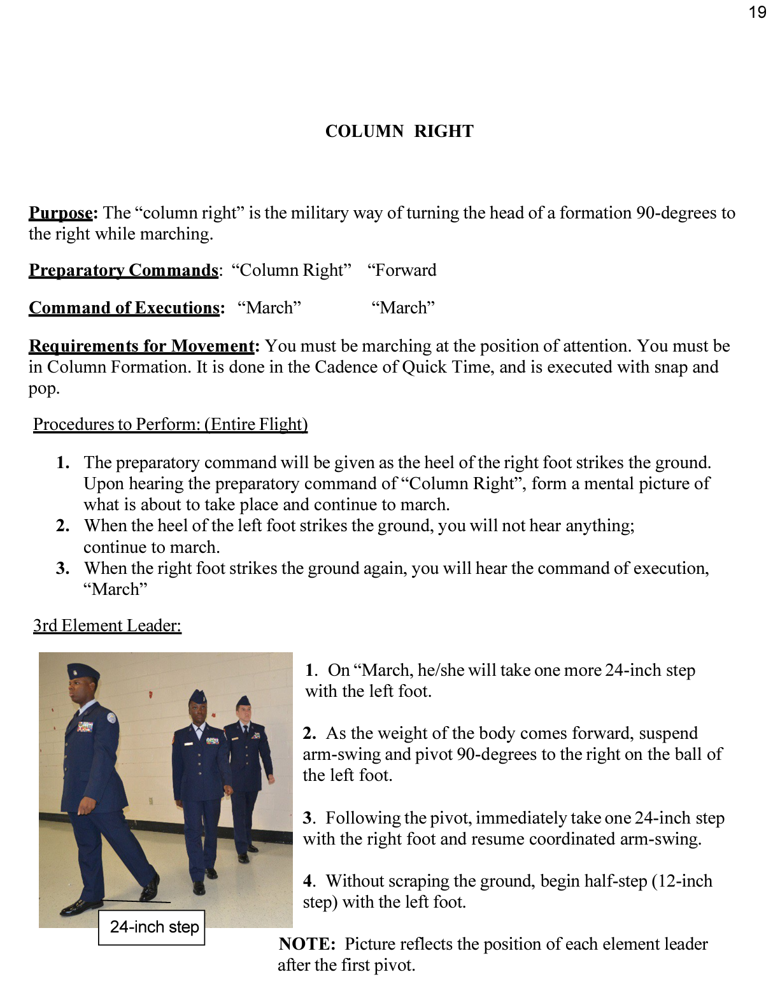 19
COLUMN RIGHT
Purpose: The “column right” is the military way of turning the head of a formation 90-degrees to
the right while marching.
Preparatory Commands: “Column Right” “Forward
Command of Executions: “March” “March”
Requirements for Movement: You must be marching at the position of attention. You must be
in Column Formation. It is done in the Cadence of Quick Time, and is executed with snap and
pop.
Procedures to Perform: (Entire Flight)
1. The preparatory command will be given as the heel of the right foot strikes the ground.
Upon hearing the preparatory command of “Column Right”, form a mental picture of
what is about to take place and continue to march.
2. When the heel of the left foot strikes the ground, you will not hear anything;
continue to march.
3. When the right foot strikes the ground again, you will hear the command of execution,
“March”
3rd Element Leader:
1. On “March, he/she will take one more 24-inch step
with the left foot.
2. As the weight of the body comes forward, suspend
arm-swing and pivot 90-degrees to the right on the ball of
the left foot.
3. Following the pivot, immediately take one 24-inch step
with the right foot and resume coordinated arm-swing.
4. Without scraping the ground, begin half-step (12-inch
step) with the left foot.
24-inch step
NOTE: Picture reflects the position of each element leader
after the first pivot.